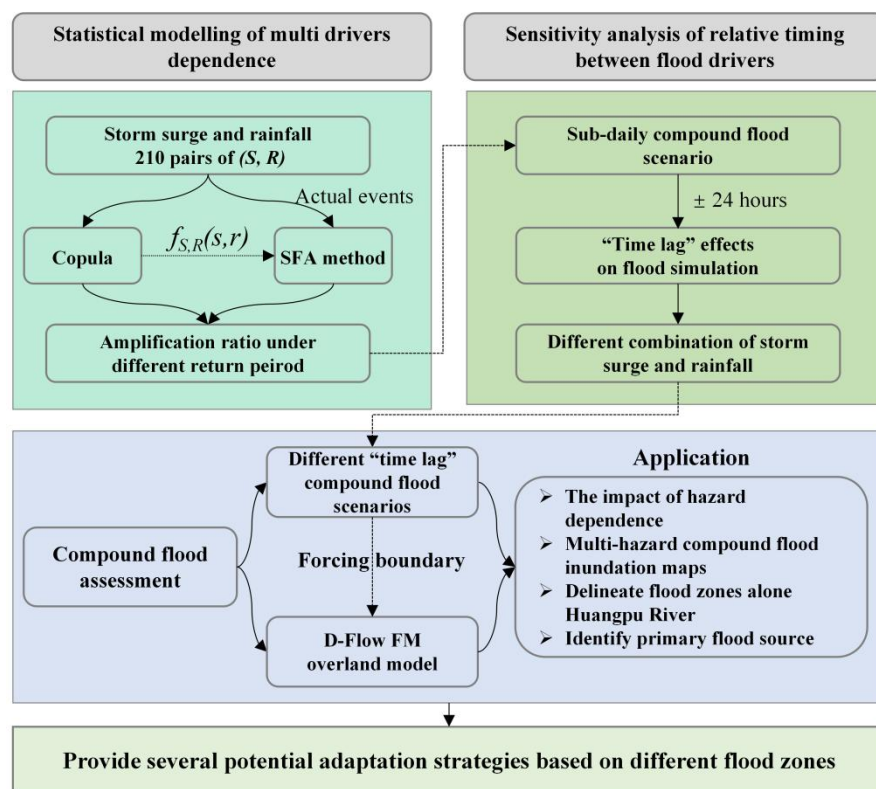 Statistical modelling of multi drivers
dependence
Sensitivity analysis of relative timing
between flood drivers
Storm surge and rainfall
210 pairs of (S, R)
Actual events
Copula
f_{S,R}(s,r)
SFA method
Amplification ratio under
different return peirod
Sub-daily compound flood
scenario
± 24 hours
“Time lag” effects
on flood simulation
Different combination of storm
surge and rainfall
Compound flood
assessment
Different “time lag”
compound flood
scenarios
Forcing boundary
D-Flow FM
overland model
Application
➢ The impact of hazard
dependence
➢ Multi-hazard compound flood
inundation maps
➢ Delineate flood zones alone
Huangpu River
➢ Identify primary flood source
Provide several potential adaptation strategies based on different flood zones